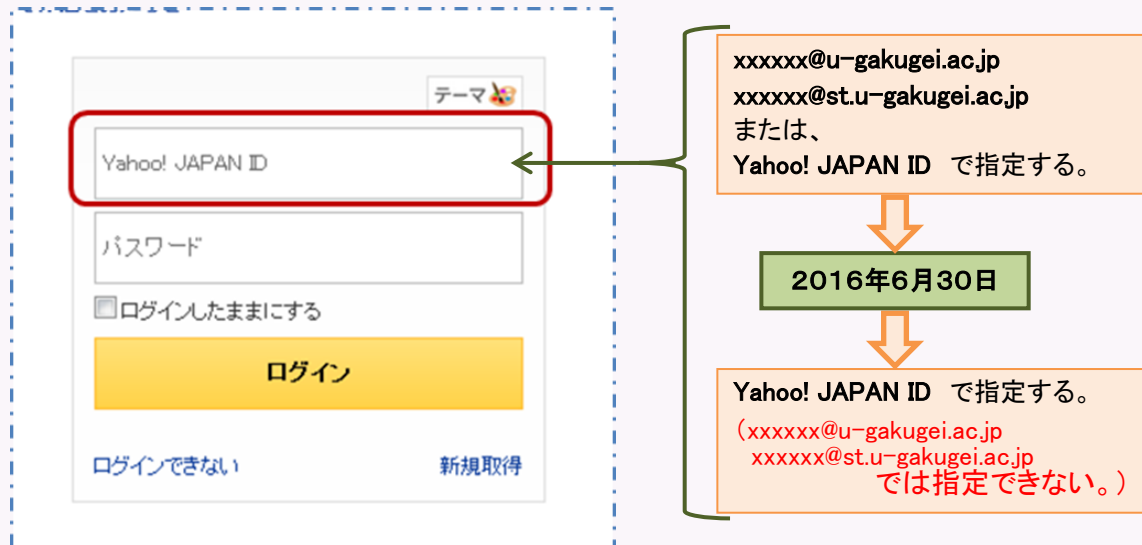 テーマ
Yahoo! JAPAN ID
パスワード
ログインしたままにする
ログイン
ログインできない 新規取得
xxxxxx@u-gakugei.ac.jp
xxxxxx@st.u-gakugei.ac.jp
または、
Yahoo! JAPAN ID で指定する。
2016年6月30日
Yahoo! JAPAN ID で指定する。
(xxxxxx@u-gakugei.ac.jp
xxxxxx@st.u-gakugei.ac.jp
では指定できない。)